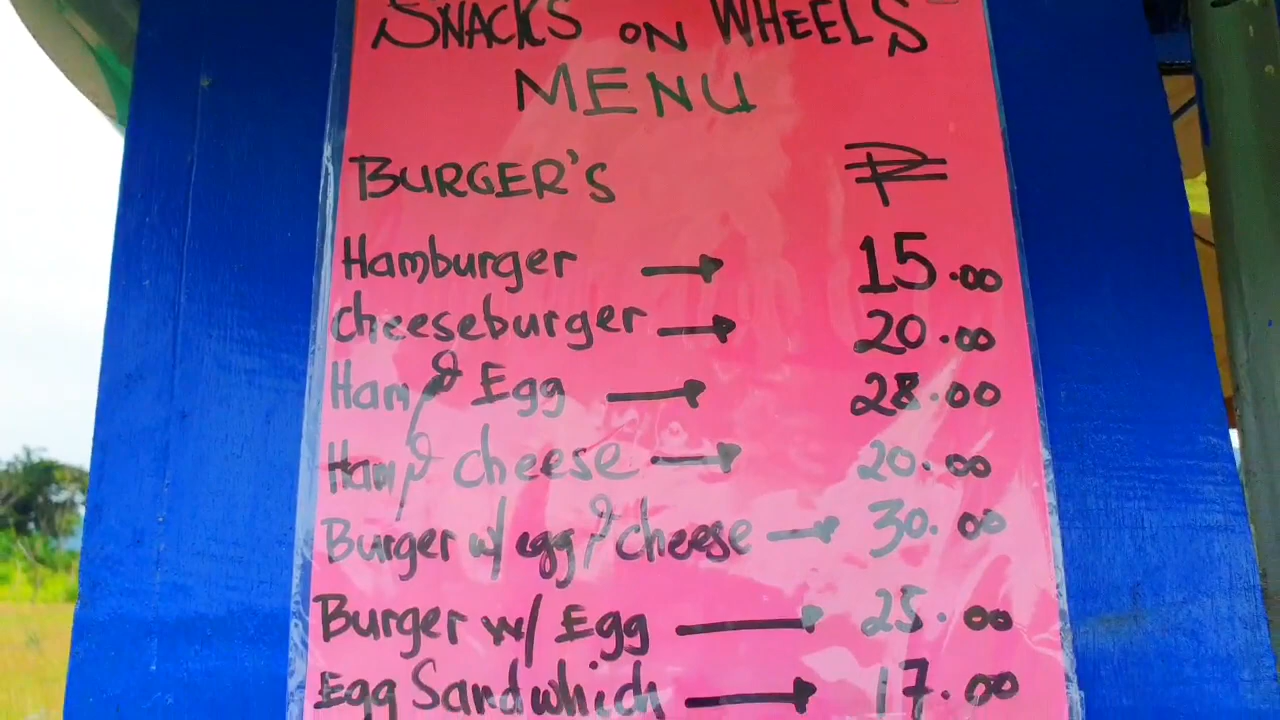 SNACKS ON WHEELS
MENU
BURGER'S ₱
Hamburger → 15.00
Cheeseburger → 20.00
Ham & Egg → 28.00
Ham & cheese → 20.00
Burger w/ egg & cheese → 30.00
Burger w/ Egg → 25.00
Egg Sandwhich → 17.00